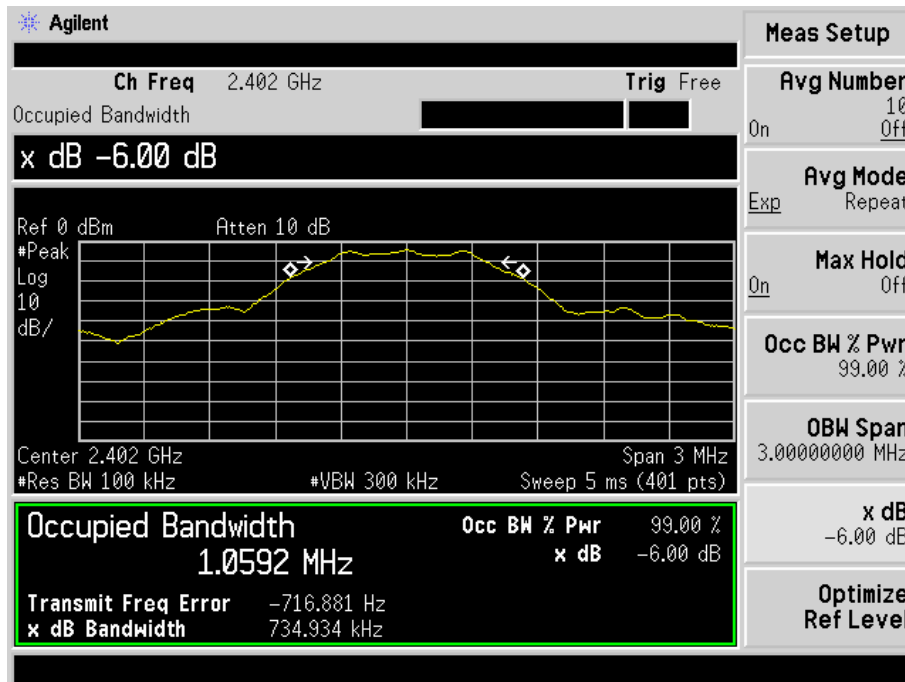 Agilent
Ch Freq 2.402 GHz Trig Free
Occupied Bandwidth
x dB -6.00 dB
Ref 0 dBm Atten 10 dB
#Peak
Log
10
dB/
Center 2.402 GHz Span 3 MHz
#Res BW 100 kHz #VBW 300 kHz Sweep 5 ms (401 pts)
Occupied Bandwidth
1.0592 MHz
Occ BW % Pwr 99.00 %
x dB -6.00 dB
Transmit Freq Error -716.881 Hz
x dB Bandwidth 734.934 kHz
Meas Setup
Avg Number
10
On Off
Avg Mode
Exp Repeat
Max Hold
On Off
Occ BW % Pwr
99.00 %
OBW Span
3.00000000 MHz
x dB
-6.00 dB
Optimize
Ref Level